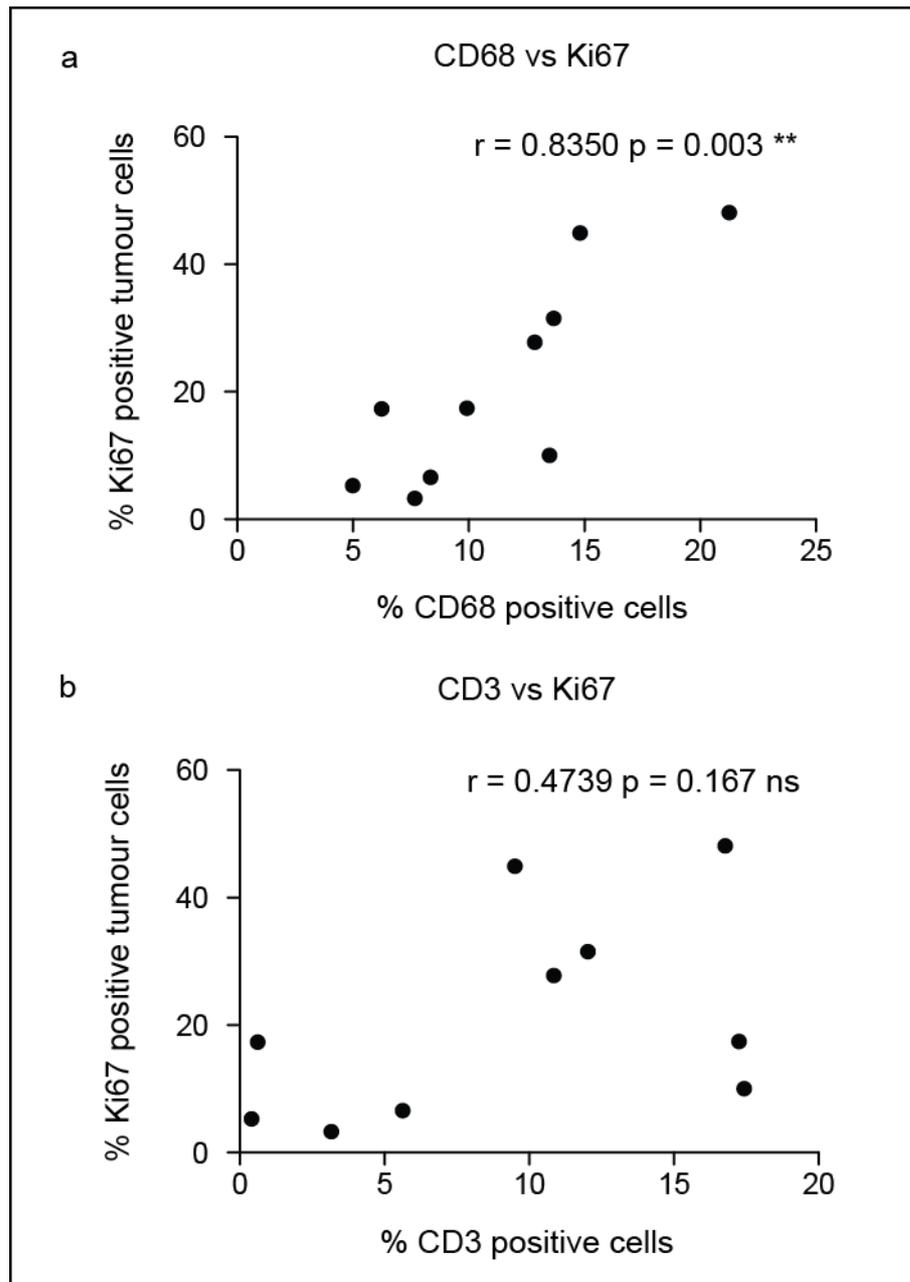 a
CD68 vs Ki67
r = 0.8350 p = 0.003 **
% Ki67 positive tumour cells
60
40
20
0
0 5 10 15 20 25
% CD68 positive cells
b
CD3 vs Ki67
r = 0.4739 p = 0.167 ns
% Ki67 positive tumour cells
60
40
20
0
0 5 10 15 20
% CD3 positive cells